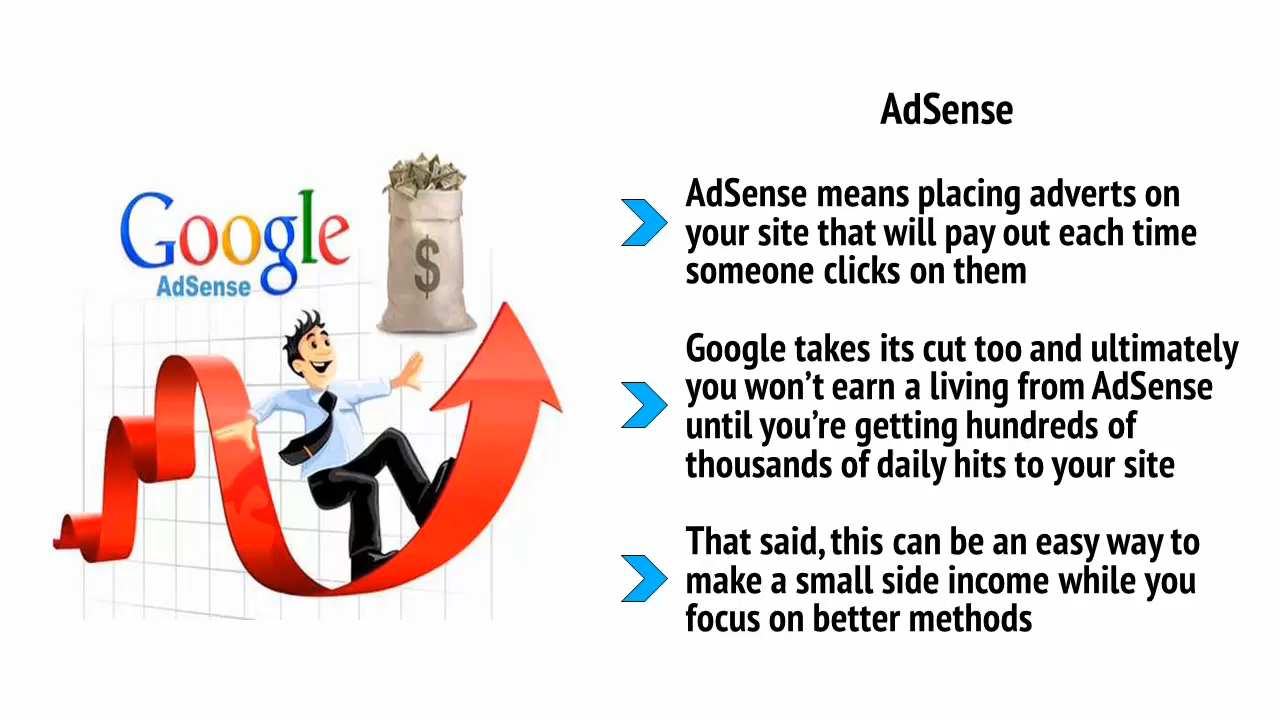 AdSense
Google
AdSense
$
AdSense means placing adverts on
your site that will pay out each time
someone clicks on them
Google takes its cut too and ultimately
you won't earn a living from AdSense
until you're getting hundreds of
thousands of daily hits to your site
That said, this can be an easy way to
make a small side income while you
focus on better methods